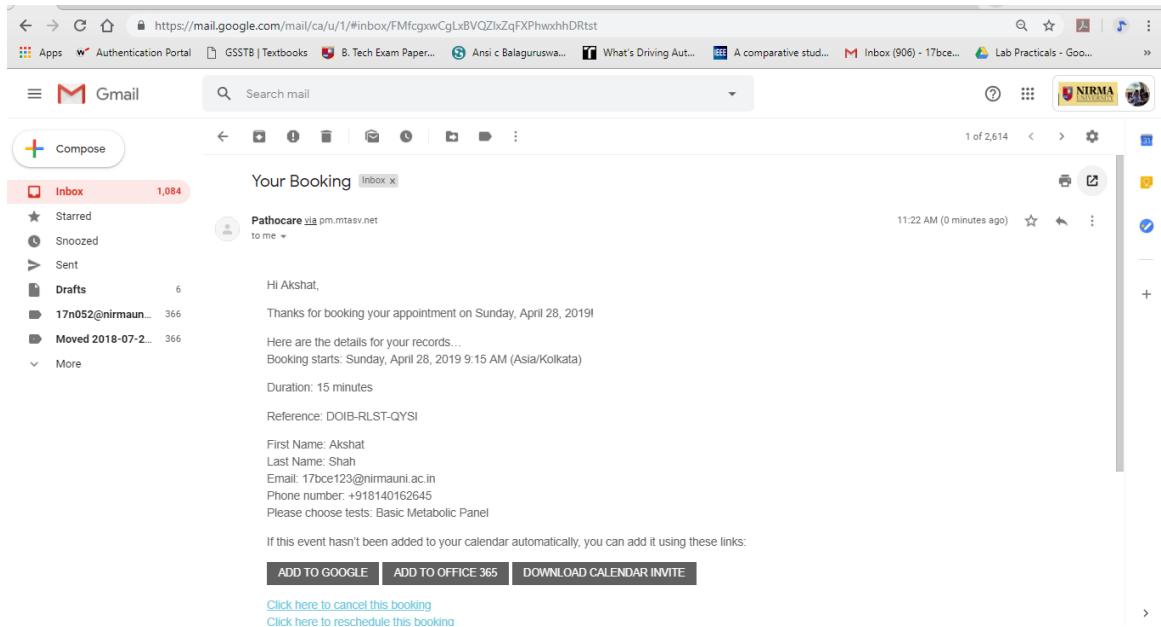 https://mail.google.com/mail/ca/u/1/#inbox/FMfcgxwCgLxBVQZlxZqFXPhwxhhDRtst
Apps Authentication Portal GSSTB | Textbooks B. Tech Exam Paper... Ansi c Balaguruswa... What's Driving Aut... IEEE A comparative stud... Inbox (906) - 17bce... Lab Practicals - Goo... »
Gmail Search mail NIRMA UNIVERSITY
Compose 1 of 2,614 31
Your Booking Inbox x
Inbox 1,084
Starred
Snoozed
Sent
Drafts 6
17n052@nirmaun... 366
Moved 2018-07-2... 366
More
Pathocare via pm.mtasv.net 11:22 AM (0 minutes ago)
to me
Hi Akshat,
Thanks for booking your appointment on Sunday, April 28, 2019!
Here are the details for your records...
Booking starts: Sunday, April 28, 2019 9:15 AM (Asia/Kolkata)
Duration: 15 minutes
Reference: DOIB-RLST-QYSI
First Name: Akshat
Last Name: Shah
Email: 17bce123@nirmauni.ac.in
Phone number: +918140162645
Please choose tests: Basic Metabolic Panel
If this event hasn't been added to your calendar automatically, you can add it using these links:
ADD TO GOOGLE ADD TO OFFICE 365 DOWNLOAD CALENDAR INVITE
Click here to cancel this booking
Click here to reschedule this booking